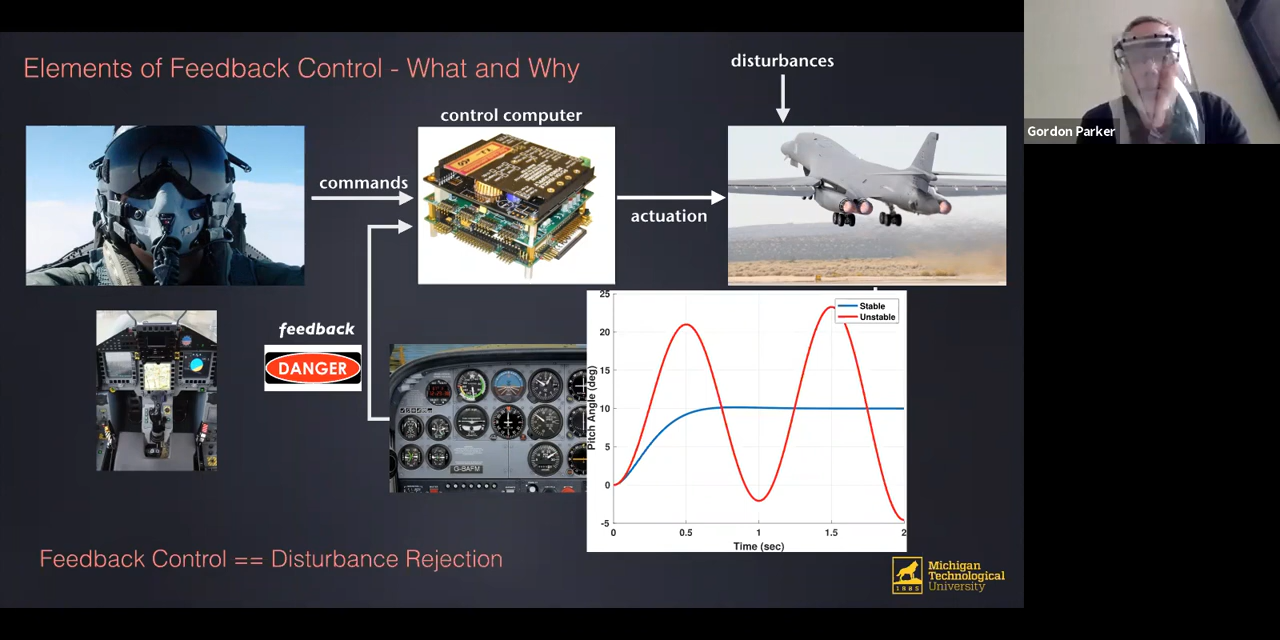 Elements of Feedback Control - What and Why
disturbances
control computer
commands
actuation
feedback
DANGER
G-BAFM
Stable
Unstable
25
20
15
10
5
0
-5
Pitch Angle (deg)
0
0.5
1
1.5
2
Time (sec)
Feedback Control == Disturbance Rejection
Michigan
Technological
University
1885
Gordon Parker